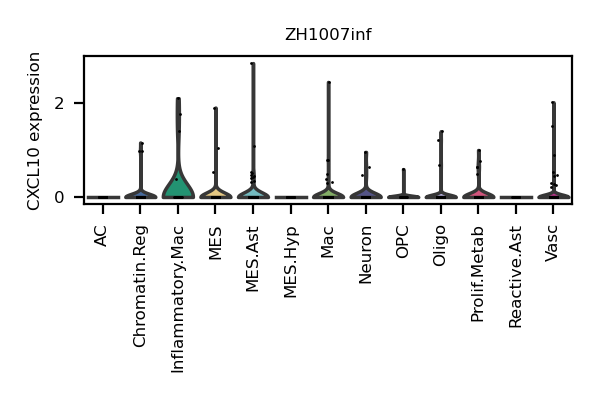 ZH1007inf
CXCL10 expression
2
0
AC
Chromatin.Reg
Inflammatory.Mac
MES
MES.Ast
MES.Hyp
Mac
Neuron
OPC
Oligo
Prolif.Metab
Reactive.Ast
Vasc